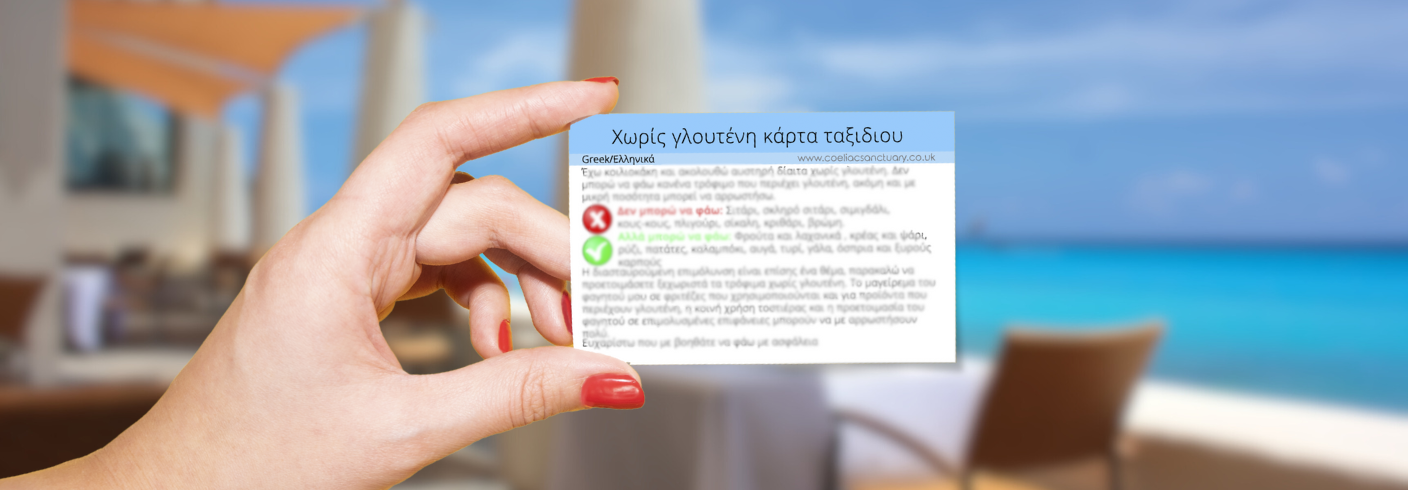 Χωρίς γλουτένη κάρτα ταξιδιου
Greek/Ελληνικά
www.coeliacsanctuary.co.uk
Έχω κοιλιοκάκη και ακολουθώ αυστηρή δίαιτα χωρίς γλουτένη. Δεν
μπορώ να φάω κανένα τρόφιμο που περιέχει γλουτένη, ακόμη και με
μικρή ποσότητα μπορεί να αρρωστήσω.
Δεν μπορώ να φάω: Σιτάρι, σκληρό σιτάρι, σιμιγδάλι,
κους-κους, πλιγούρι, σίκαλη, κριθάρι, βρώμη.
Αλλά μπορώ να φάω: Φρούτα και λαχανικά , κρέας και ψάρι,
ρύζι, πατάτες, καλαμπόκι, αυγά, τυρί, γάλα, όσπρια και ξηρούς
καρπούς
Η διασταυρούμενη επιμόλυνση είναι επίσης ένα θέμα, παρακαλώ να
προετοιμάσετε ξεχωριστά τα τρόφιμα χωρίς γλουτένη. Το μαγείρεμα του
φαγητού μου σε φριτέζες που χρησιμοποιούνται και για προϊόντα που
περιέχουν γλουτένη, η κοινή χρήση τοστιέρας και η προετοιμασία του
φαγητού σε επιμολυσμένες επιφάνειες μπορούν να με αρρωστήσουν
πολύ.
Ευχαρίστω που με βοηθάτε να φάω με ασφάλεια